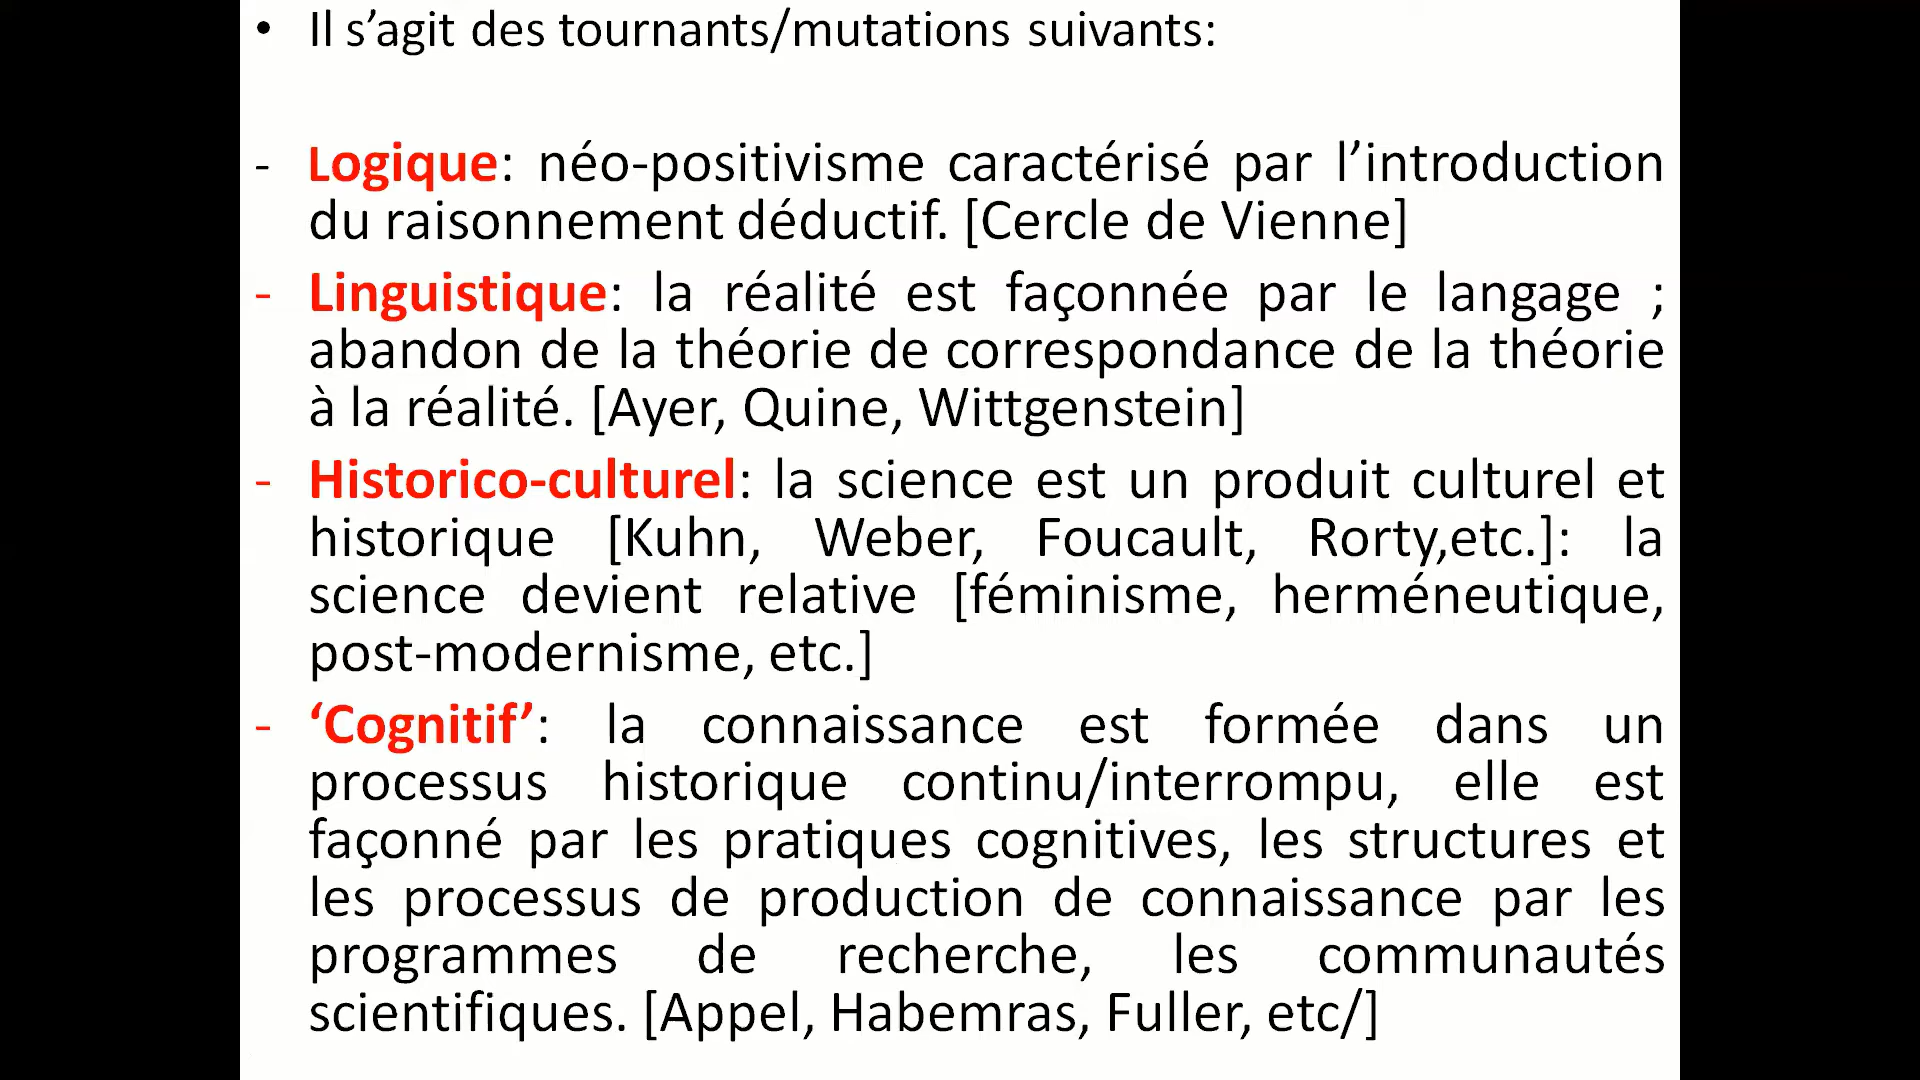 • Il s’agit des tournants/mutations suivants:
- Logique: néo-positivisme caractérisé par l’introduction
du raisonnement déductif. [Cercle de Vienne]
- Linguistique: la réalité est façonnée par le langage ;
abandon de la théorie de correspondance de la théorie
à la réalité. [Ayer, Quine, Wittgenstein]
- Historico-culturel: la science est un produit culturel et
historique [Kuhn, Weber, Foucault, Rorty,etc.]: la
science devient relative [féminisme, herméneutique,
post-modernisme, etc.]
- ‘Cognitif’: la connaissance est formée dans un
processus historique continu/interrompu, elle est
façonné par les pratiques cognitives, les structures et
les processus de production de connaissance par les
programmes de recherche, les communautés
scientifiques. [Appel, Habemras, Fuller, etc/]